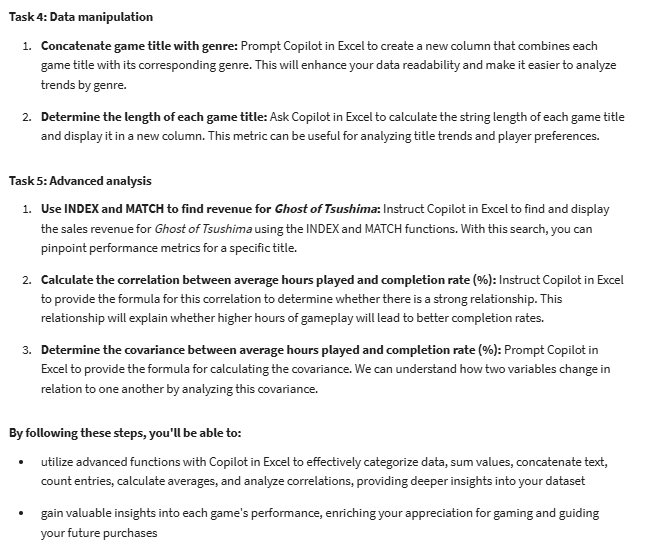 Task 4: Data manipulation
1. Concatenate game title with genre: Prompt Copilot in Excel to create a new column that combines each
game title with its corresponding genre. This will enhance your data readability and make it easier to analyze
trends by genre.
2. Determine the length of each game title: Ask Copilot in Excel to calculate the string length of each game title
and display it in a new column. This metric can be useful for analyzing title trends and player preferences.
Task 5: Advanced analysis
1. Use INDEX and MATCH to find revenue for Ghost of Tsushima: Instruct Copilot in Excel to find and display
the sales revenue for Ghost of Tsushima using the INDEX and MATCH functions. With this search, you can
pinpoint performance metrics for a specific title.
2. Calculate the correlation between average hours played and completion rate (%): Instruct Copilot in Excel
to provide the formula for this correlation to determine whether there is a strong relationship. This
relationship will explain whether higher hours of gameplay will lead to better completion rates.
3. Determine the covariance between average hours played and completion rate (%): Prompt Copilot in
Excel to provide the formula for calculating the covariance. We can understand how two variables change in
relation to one another by analyzing this covariance.
By following these steps, you'll be able to:
• utilize advanced functions with Copilot in Excel to effectively categorize data, sum values, concatenate text,
count entries, calculate averages, and analyze correlations, providing deeper insights into your dataset
• gain valuable insights into each game's performance, enriching your appreciation for gaming and guiding
your future purchases